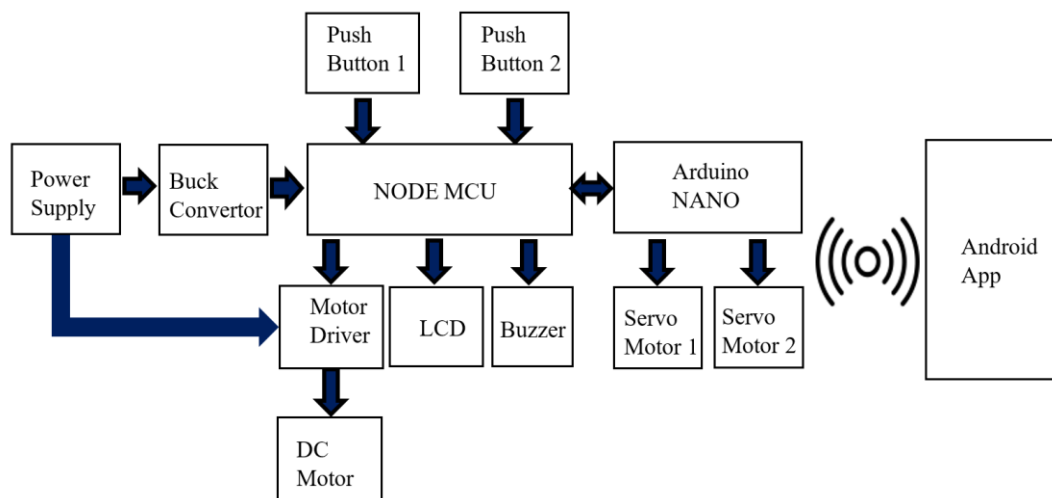 Push
Button 1
Push
Button 2
Power
Supply
Buck
Convertor
NODE MCU
Arduino
NANO
Android
App
Motor
Driver
LCD
Buzzer
Servo
Motor 1
Servo
Motor 2
DC
Motor